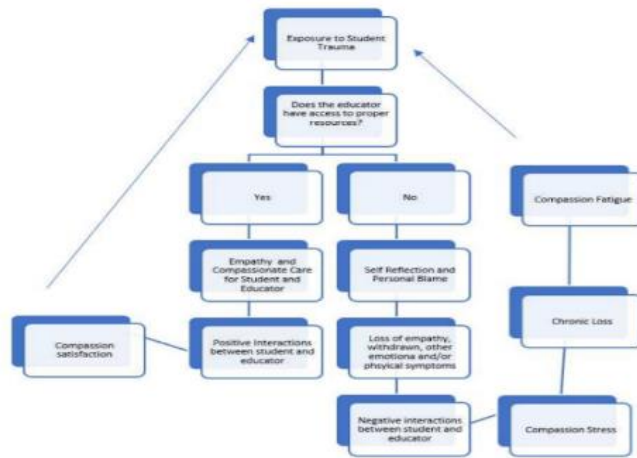 Exposure to Student
Trauma
Does the educator
have access to proper
resources?
Yes
No
Compassion Fatigue
Empathy and
Compassionate Care
for Student and
Educator
Self Reflection and
Personal Blame
Compassion
satisfaction
Positive Interactions
between student and
educator
Loss of empathy,
withdrawn, other
emotiona and/or
phsyical symptoms
Chronic Loss
Negative interactions
between student and
educator
Compassion Stress